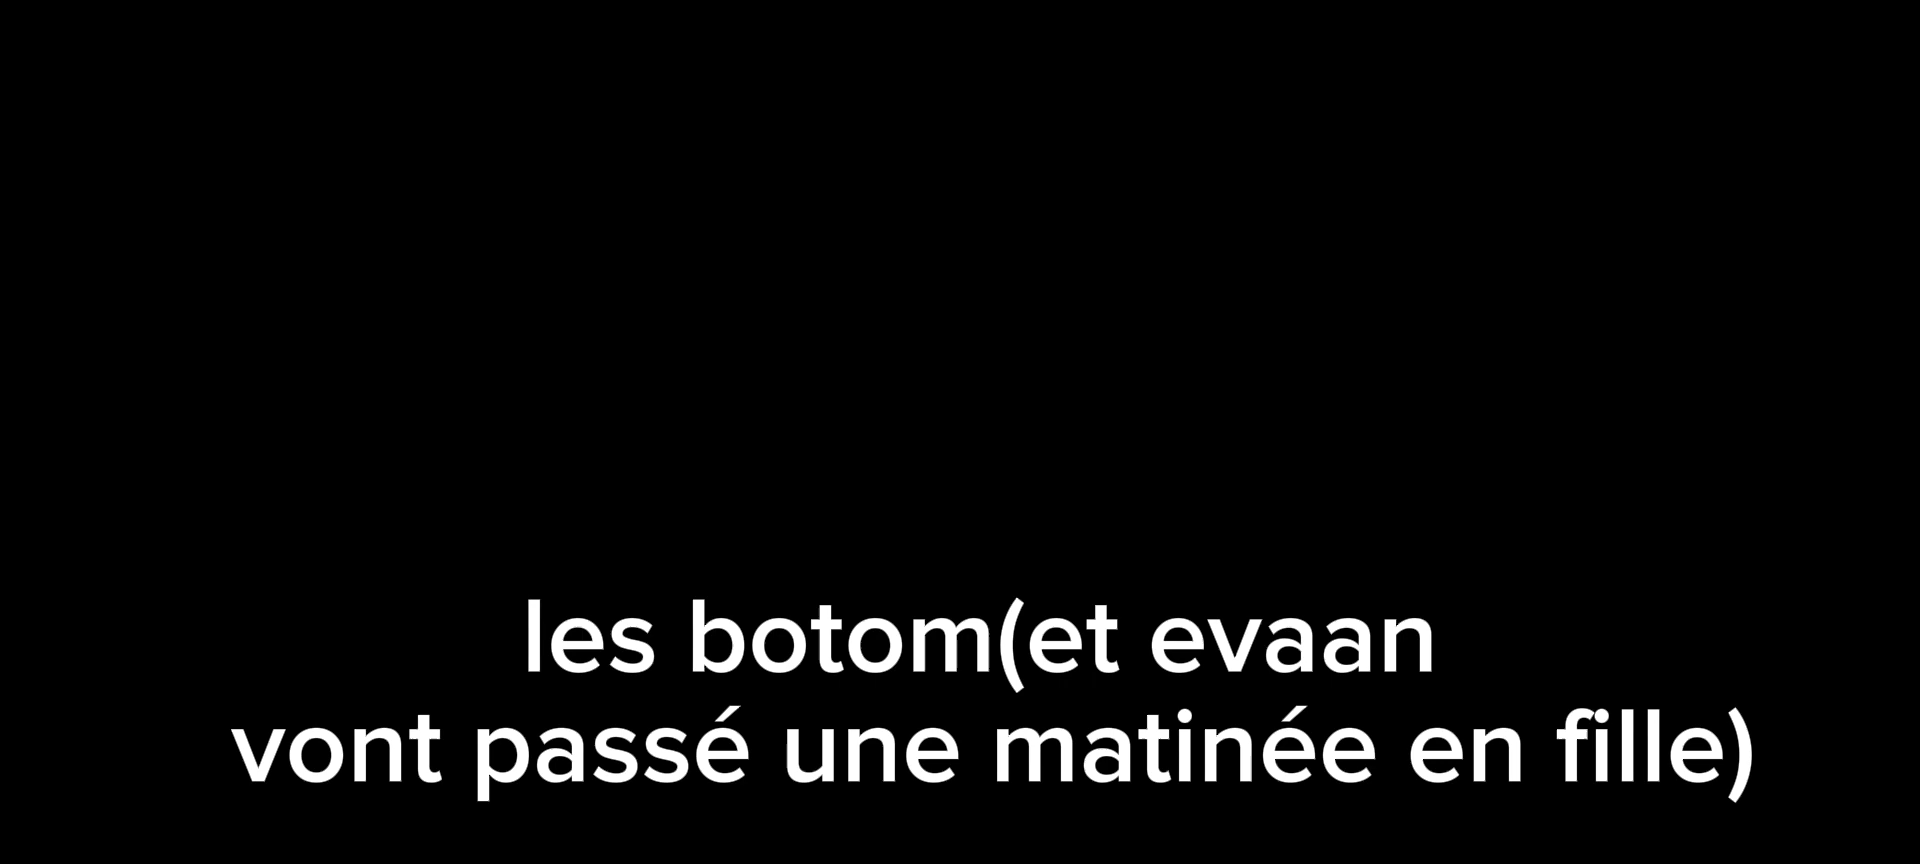 les botom(et evaan
vont passé une matinée en fille)